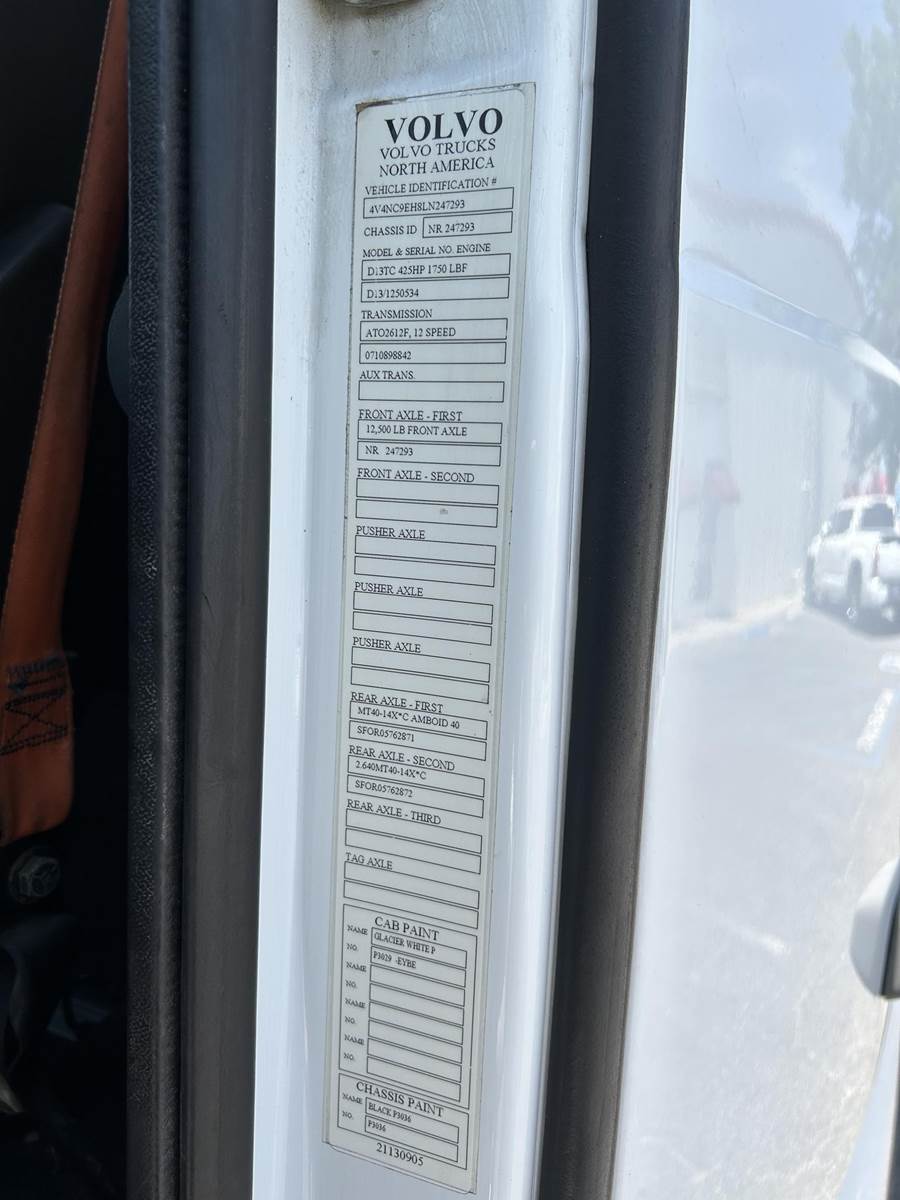 VOLVO
VOLVO TRUCKS
NORTH AMERICA
VEHICLE IDENTIFICATION #
4V4NC9EH8LN247293
CHASSIS ID NR 247293
MODEL & SERIAL NO. ENGINE
D13TC 425HP 1750 LBF
D13/1250534
TRANSMISSION
ATO2612F, 12 SPEED
0710898842
AUX TRANS.
FRONT AXLE - FIRST
12,500 LB FRONT AXLE
NR 247293
FRONT AXLE - SECOND
PUSHER AXLE
PUSHER AXLE
PUSHER AXLE
REAR AXLE - FIRST
MT40-14X*C AMBOID 40
SFOR05762871
REAR AXLE - SECOND
2.640MT40-14X*C
SFOR05762872
REAR AXLE - THIRD
TAG AXLE
CAB PAINT
NAME GLACIER WHITE P
NO. P3029 -EYBE
NAME
NO.
NAME
NO.
NAME
NO.
CHASSIS PAINT
NAME BLACK P3036
NO. P3036
21130905